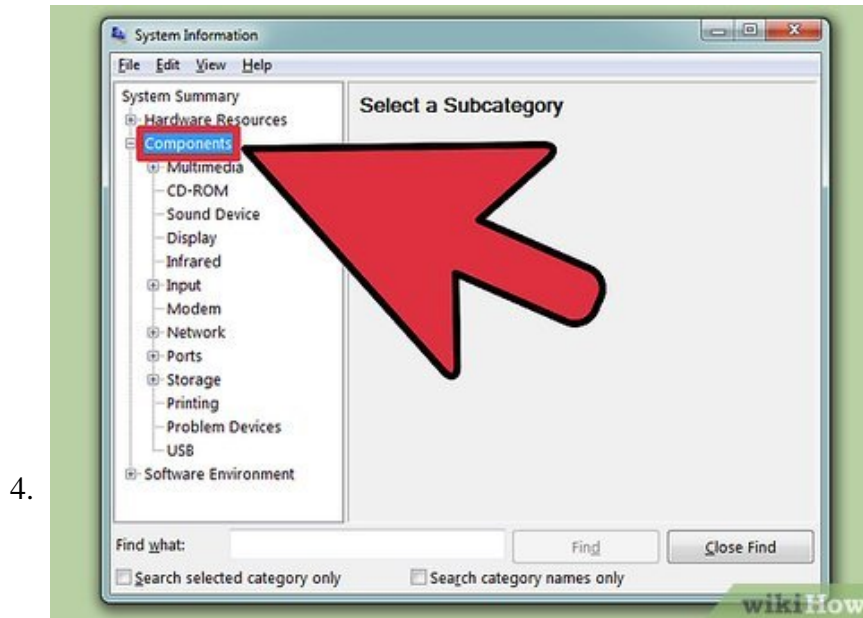 System Information
File Edit View Help
System Summary
Hardware Resources
Components
Multimedia
CD-ROM
Sound Device
Display
Infrared
Input
Modem
Network
Ports
Storage
Printing
Problem Devices
USB
Software Environment
Select a Subcategory
4.
Find what:
Find
Close Find
Search selected category only
Search category names only
wikiHow